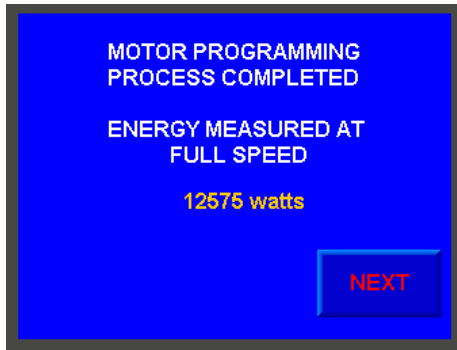 MOTOR PROGRAMMING
PROCESS COMPLETED
ENERGY MEASURED AT
FULL SPEED
12575 watts
NEXT